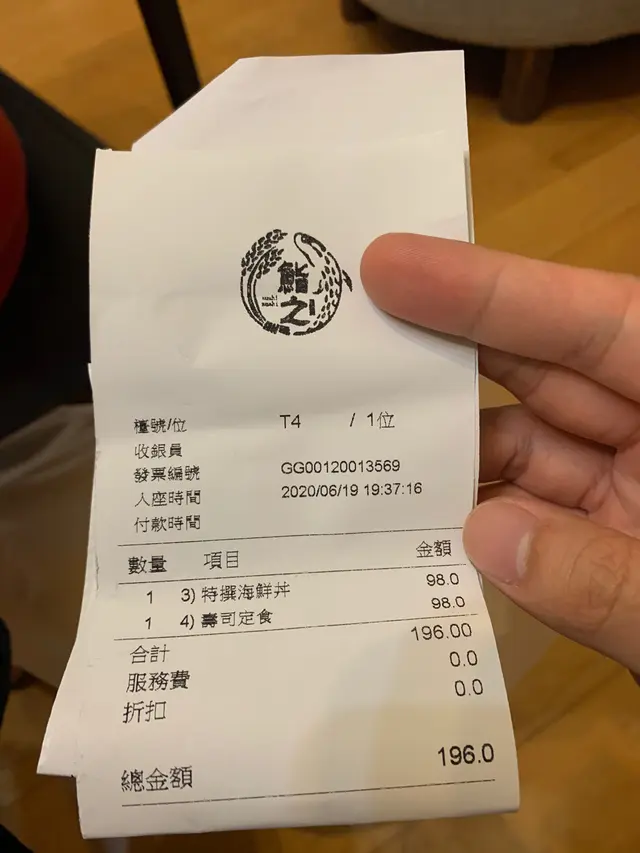 鮨
之
sushi
sushi
檯號/位 T4 / 1位
收銀員
發票編號 GG00120013569
入座時間 2020/06/19 19:37:16
付款時間
數量 項目 金額
1 3) 特撰海鮮丼 98.0
1 4) 壽司定食 98.0
合計 196.00
服務費 0.0
折扣 0.0
總金額 196.0